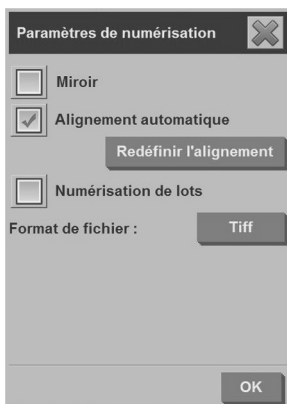 Paramètres de numérisation
Miroir
Alignement automatique
Redéfinir l'alignement
Numérisation de lots
Format de fichier : Tiff
OK